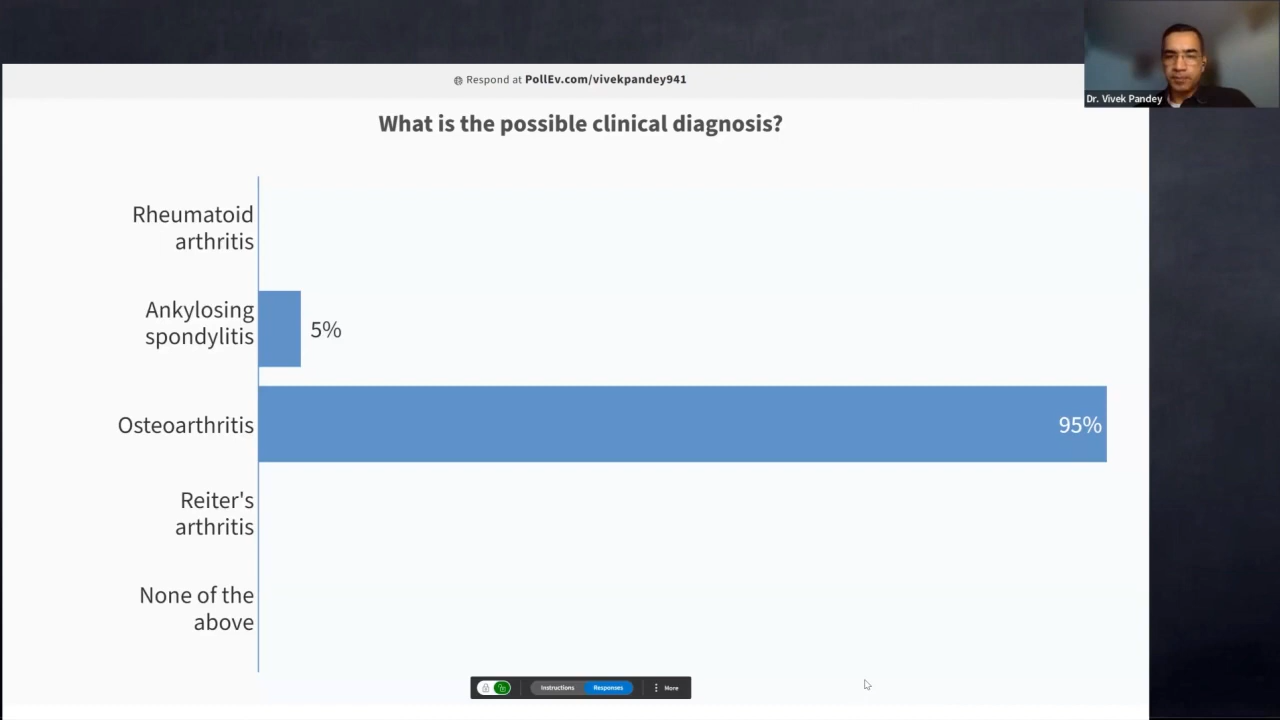 Respond at PollEv.com/vivekpandey941
Dr. Vivek Pandey
What is the possible clinical diagnosis?
Rheumatoid
arthritis
Ankylosing
spondylitis
5%
Osteoarthritis
95%
Reiter's
arthritis
None of the
above
Instructions
Responses
More